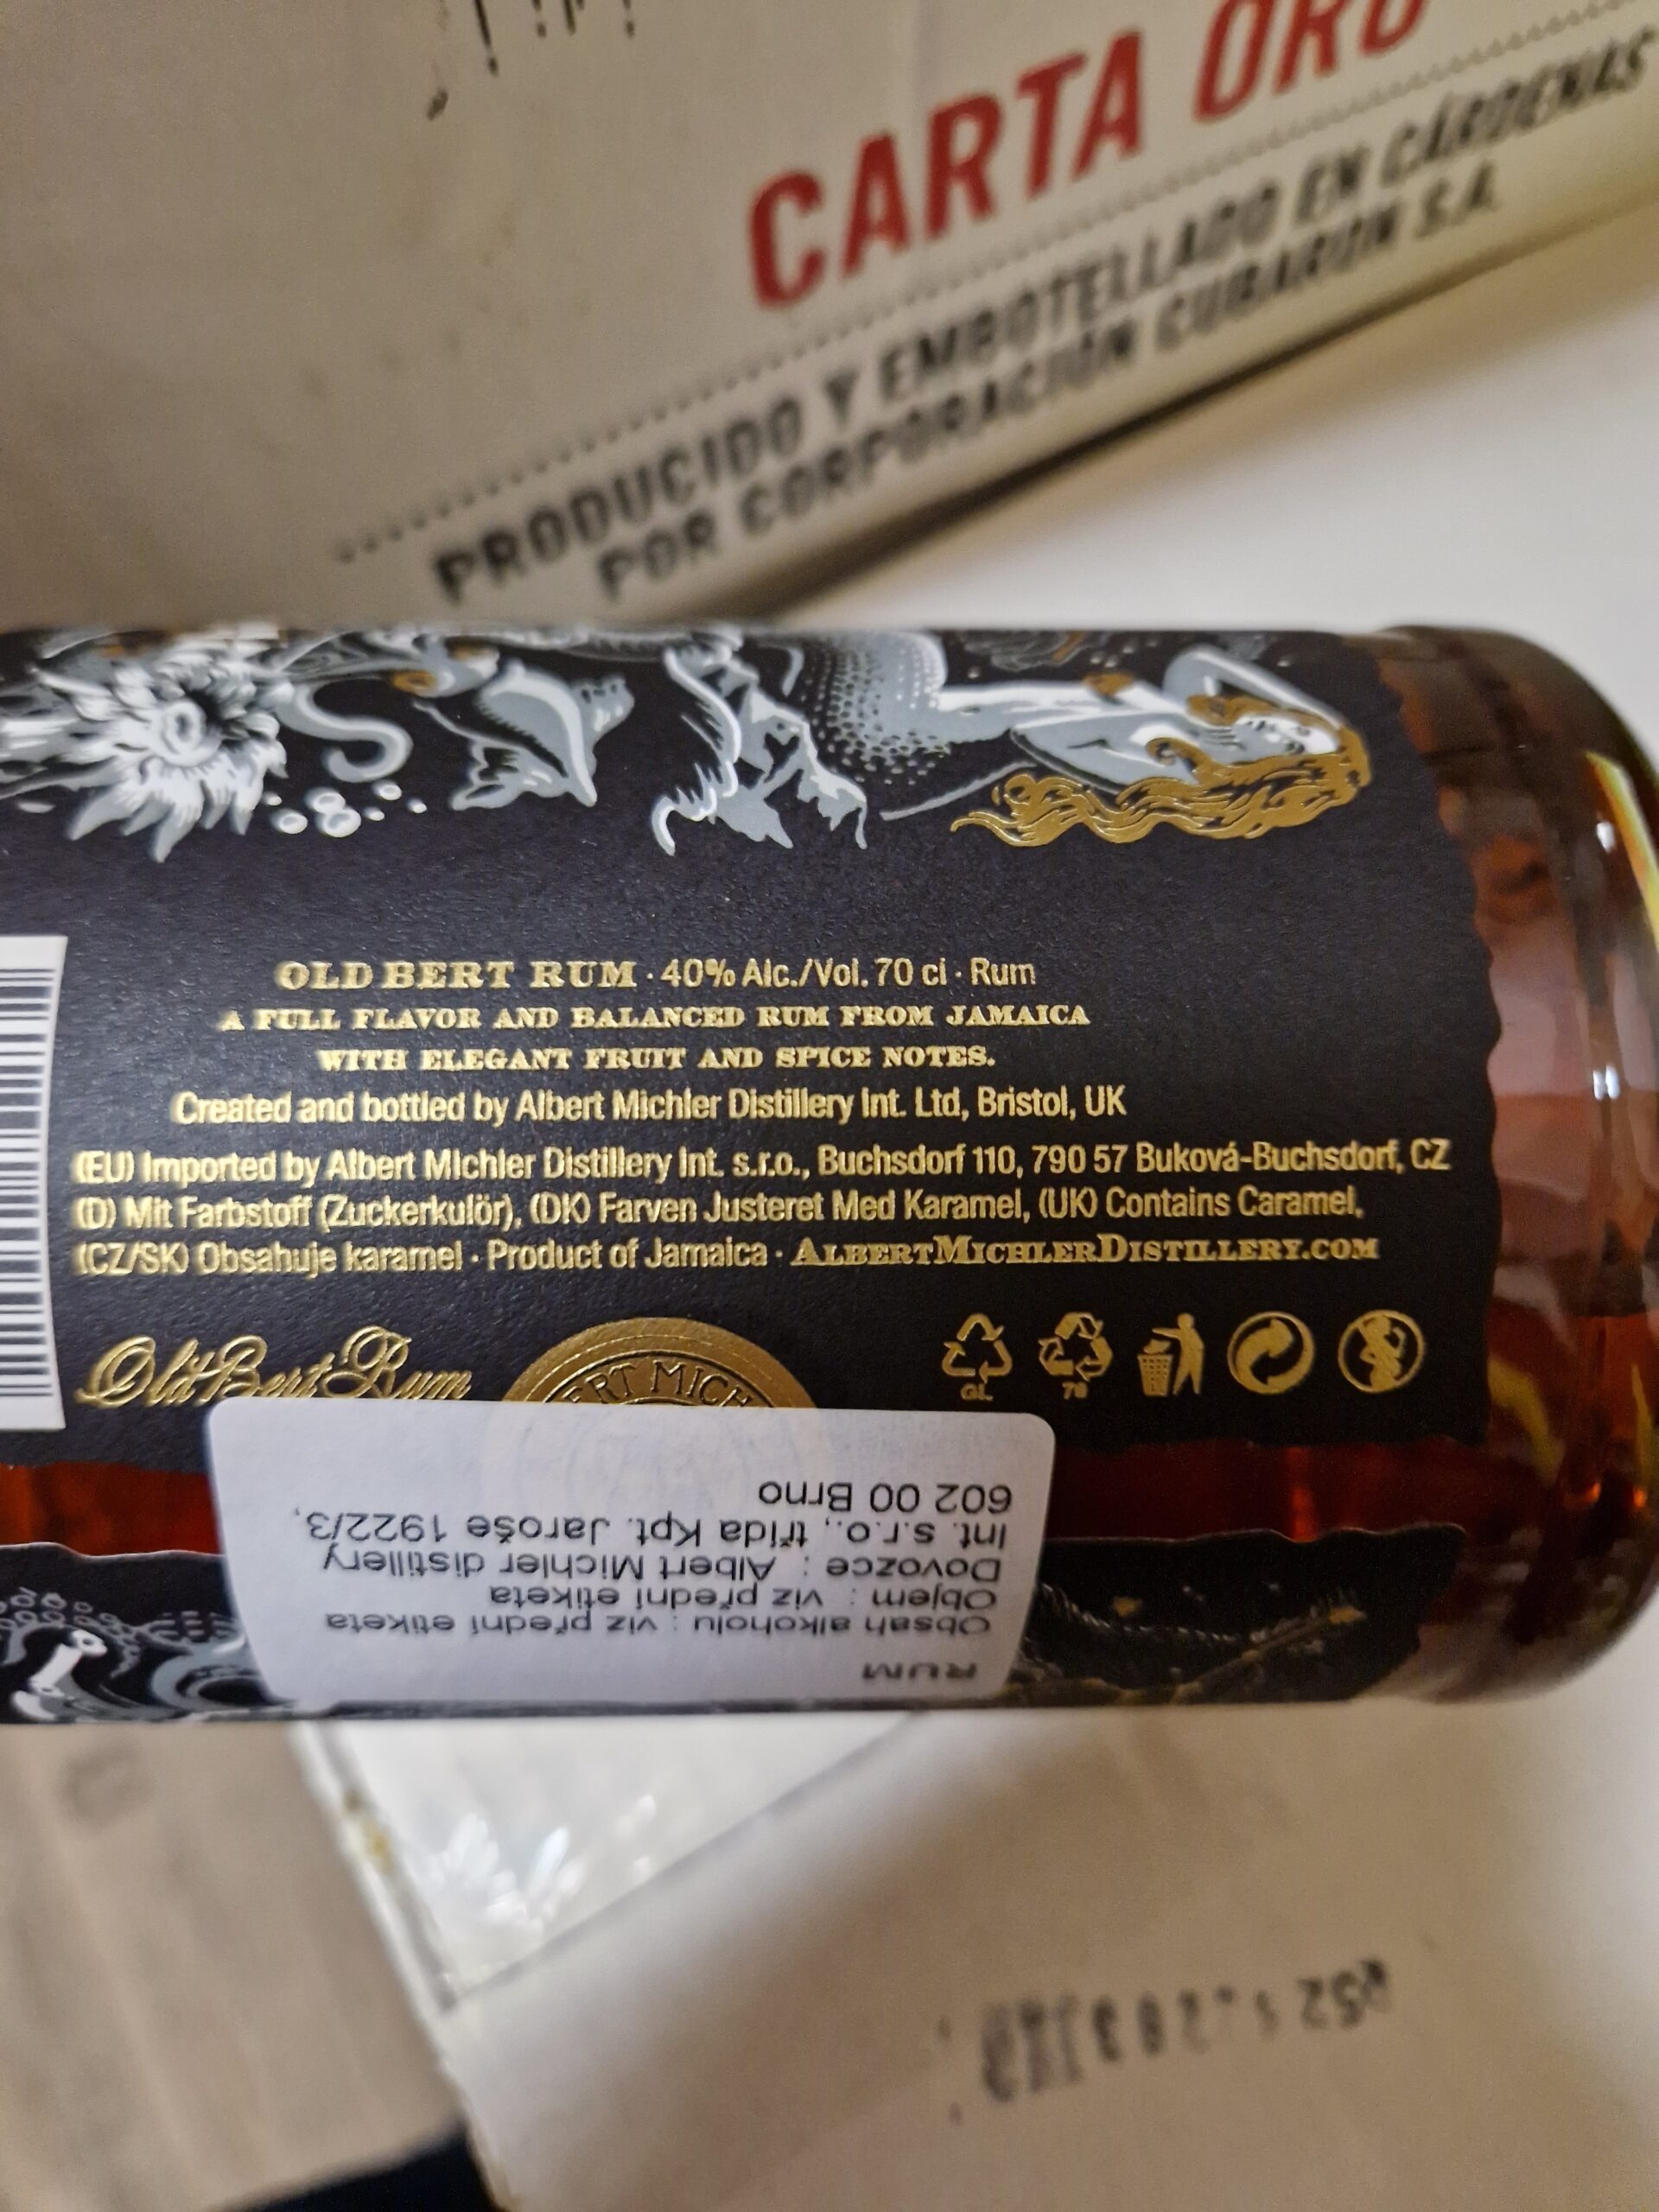 CARTA ORO
PRODUCIDO Y EMBOTELLADO EN CÁRDENAS
POR CORPORACIÓN CUBARON S.A.
OLD BERT RUM · 40% Alc./Vol. 70 cl · Rum
A FULL FLAVOR AND BALANCED RUM FROM JAMAICA
WITH ELEGANT FRUIT AND SPICE NOTES.
Created and bottled by Albert Michler Distillery Int. Ltd, Bristol, UK
(EU) Imported by Albert Michler Distillery Int. s.r.o., Buchsdorf 110, 790 57 Buková-Buchsdorf, CZ
(D) Mit Farbstoff (Zuckerkulör), (DK) Farven Justeret Med Karamel, (UK) Contains Caramel,
(CZ/SK) Obsahuje karamel · Product of Jamaica · ALBERTMICHLERDISTILLERY.COM
Old Bert Rum
BERT MICH
GL 70
RUM
Obsah alkoholu : viz přední etiketa
Objem : viz přední etiketa
Dovozce : Albert Michler distillery
Int. s.r.o., třída Kpt. Jaroše 1922/3,
602 00 Brno